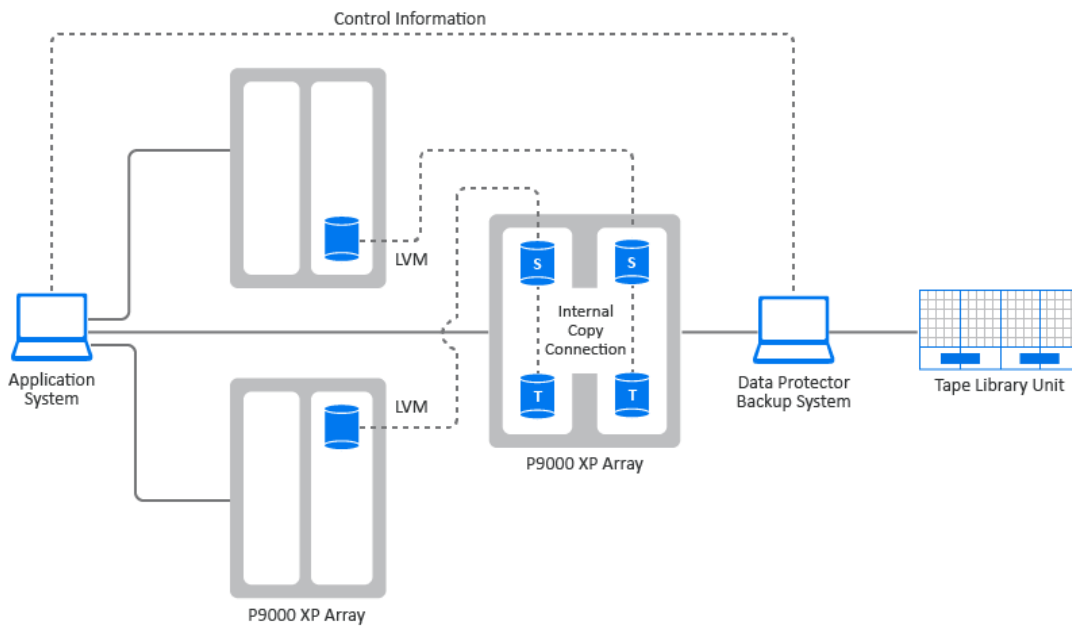 Control Information
LVM
S
S
Internal
Copy
Connection
T
T
Application
System
LVM
Data Protector
Backup System
Tape Library Unit
P9000 XP Array
P9000 XP Array